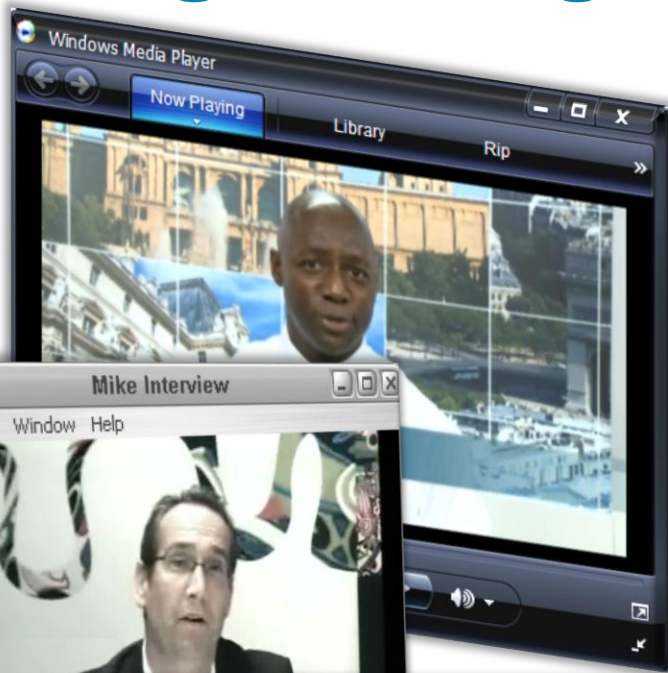 Windows Media Player
Now Playing
Library
Rip
»
Mike Interview
Window Help